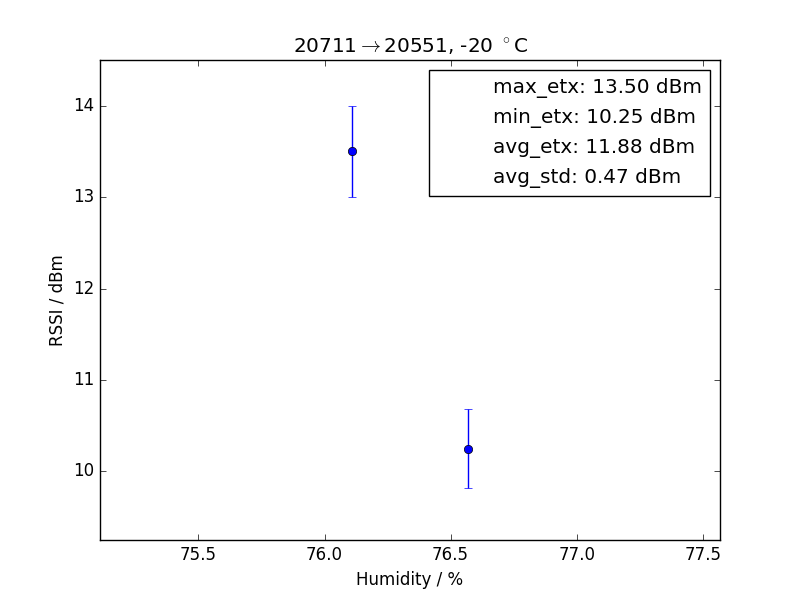 20711→20551, -20 °C
max_etx: 13.50 dBm
min_etx: 10.25 dBm
avg_etx: 11.88 dBm
avg_std: 0.47 dBm
RSSI / dBm
14
13
12
11
10
75.5 76.0 76.5 77.0 77.5
Humidity / %